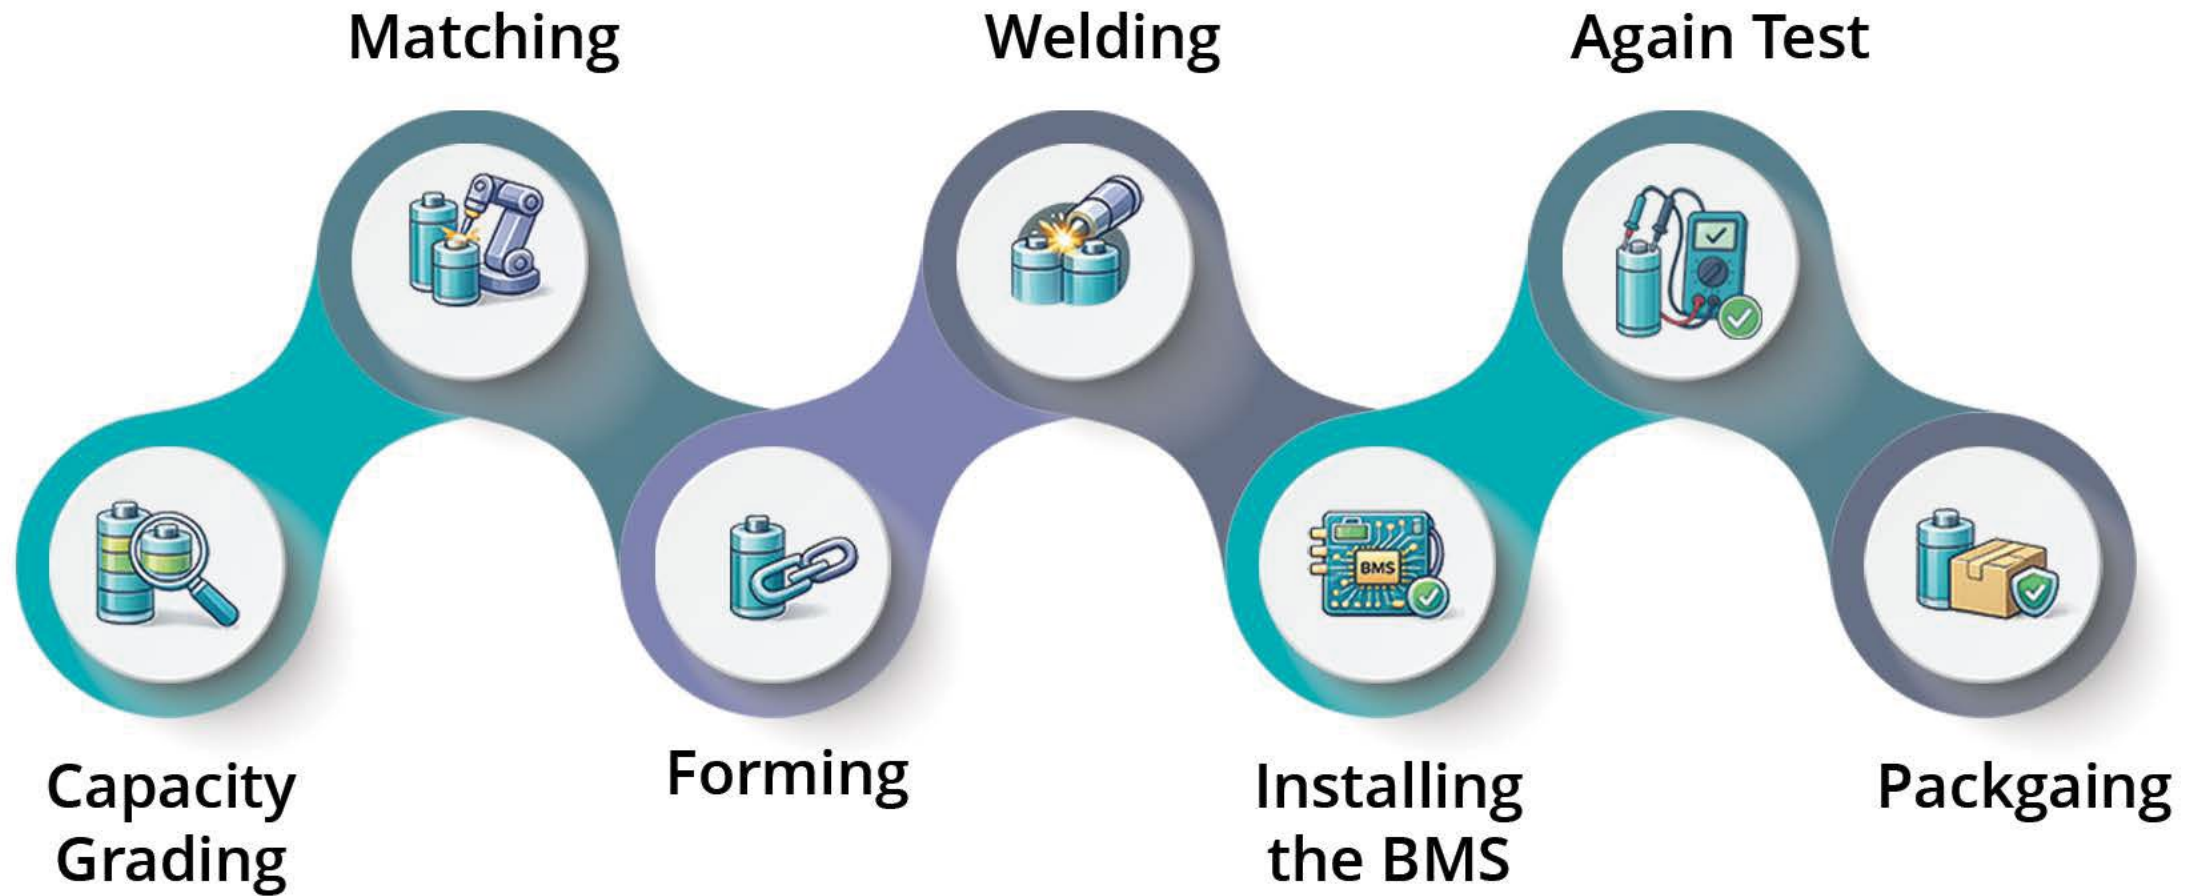 Matching
Welding
Again Test
BMS
Capacity
Grading
Forming
Installing
the BMS
Packgaing